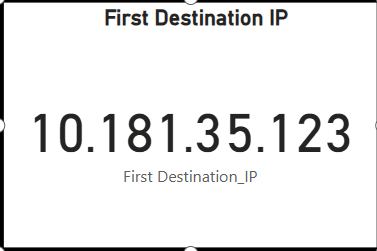 First Destination IP
10.181.35.123
First Destination_IP